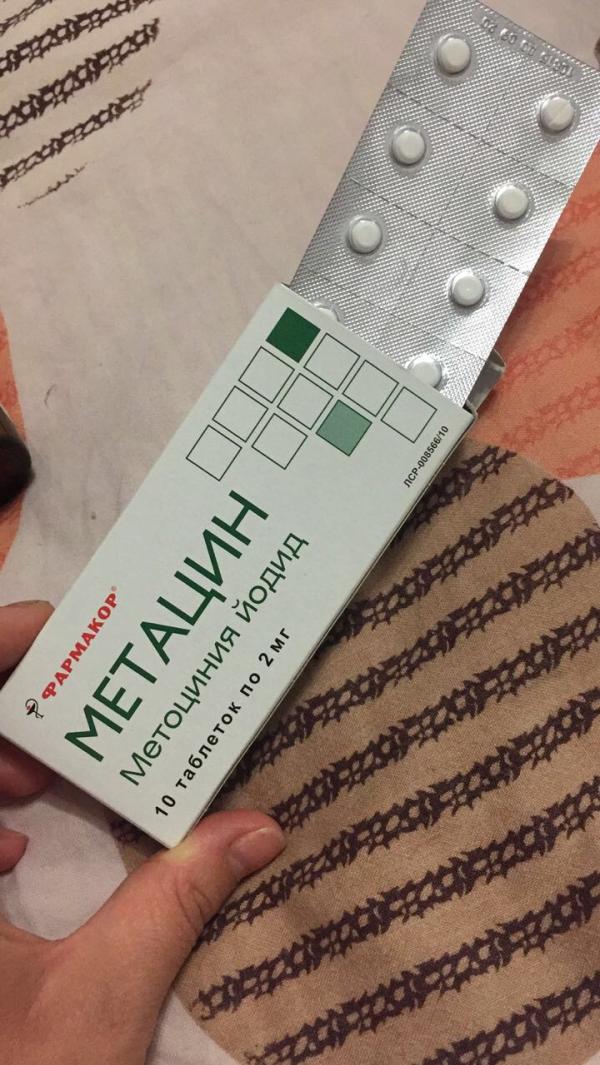 ФАРМАКОР®
МЕТАЦИН
Метоциния йодид
10 таблеток по 2 мг
ЛСР-008566/10